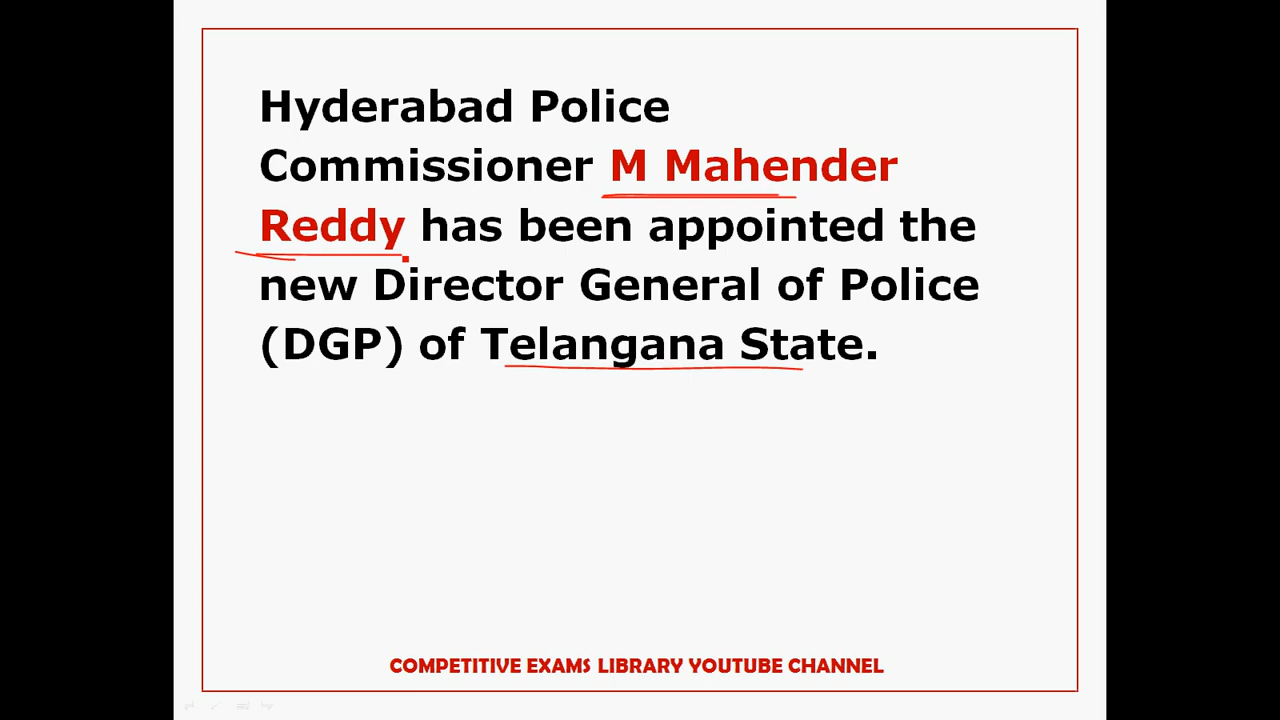 Hyderabad Police
Commissioner M Mahender
Reddy has been appointed the
new Director General of Police
(DGP) of Telangana State.
COMPETITIVE EXAMS LIBRARY YOUTUBE CHANNEL